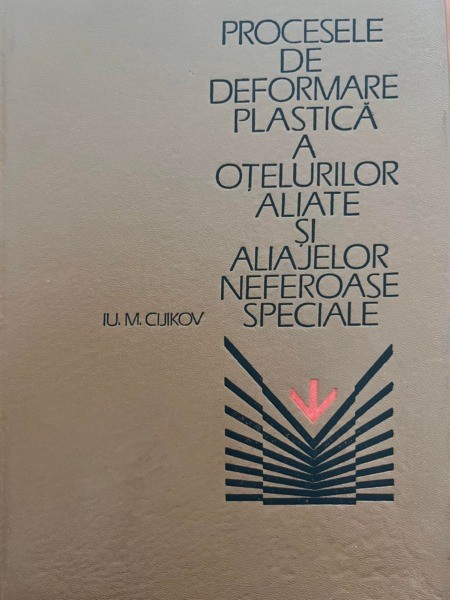 PROCESELE
DE
DEFORMARE
PLASTICĂ
A
OȚELURILOR
ALIATE
ȘI
ALIAJELOR
NEFEROASE
SPECIALE
IU. M. CIJIKOV